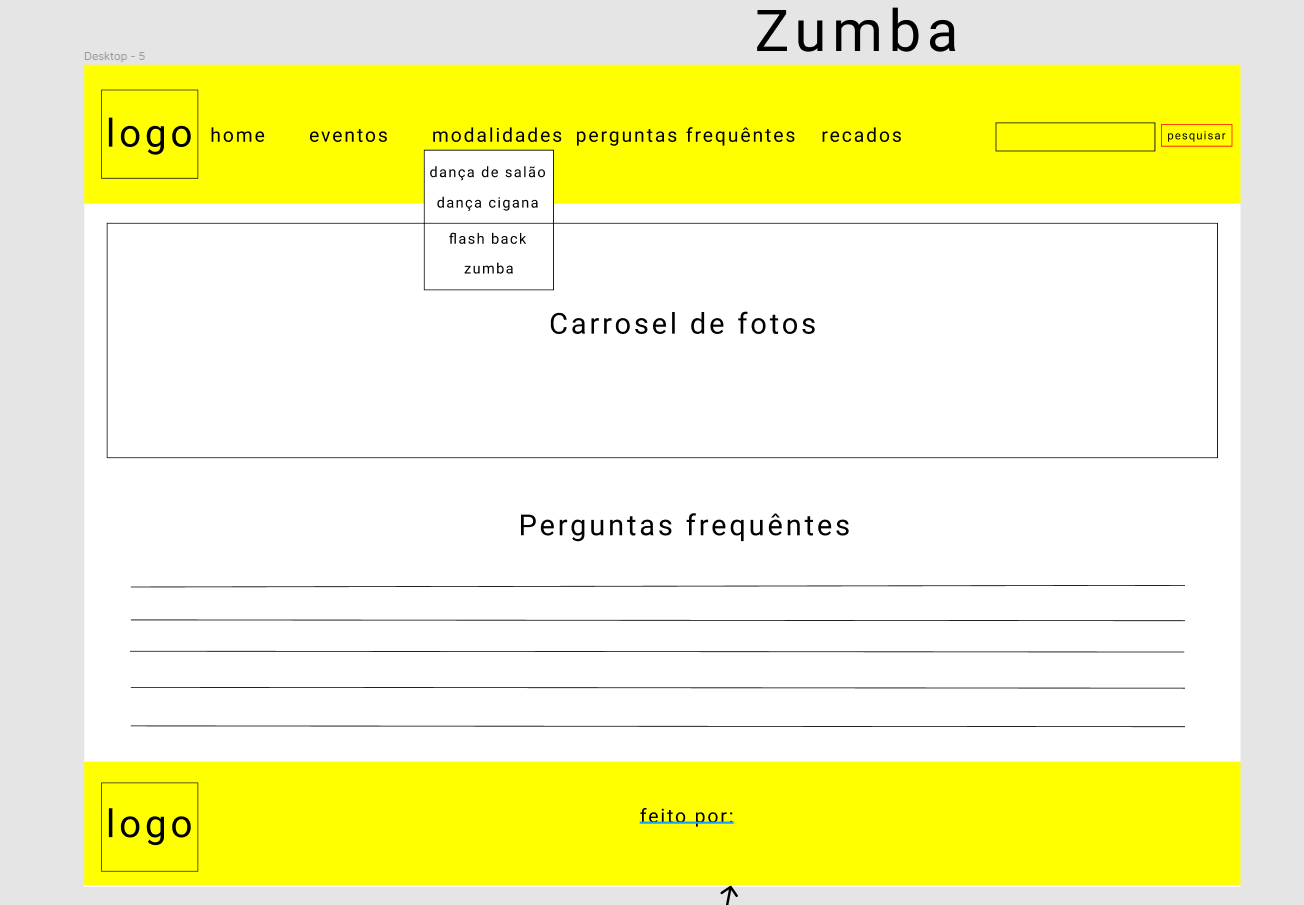 Zumba
Desktop - 5
logo
home eventos modalidades perguntas frequêntes recados pesquisar
dança de salão
dança cigana
flash back
zumba
Carrosel de fotos
Perguntas frequêntes
logo
feito por: